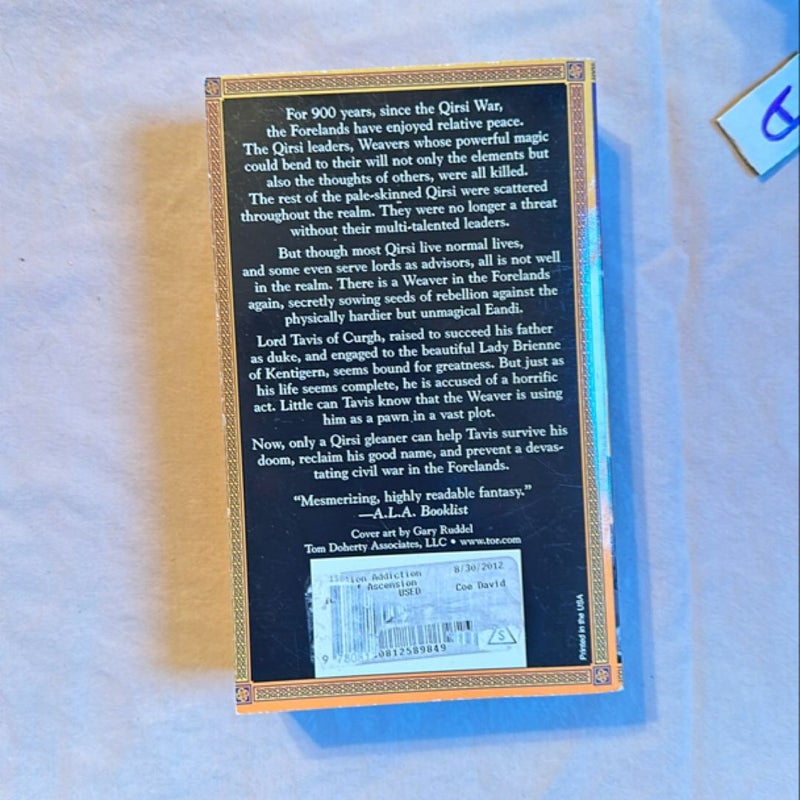 For 900 years, since the Qirsi War,
the Forelands have enjoyed relative peace.
The Qirsi leaders, Weavers whose powerful magic
could bend to their will not only the elements but
also the thoughts of others, were all killed.
The rest of the pale-skinned Qirsi were scattered
throughout the realm. They were no longer a threat
without their multi-talented leaders.
But though most Qirsi live normal lives,
and some even serve lords as advisors, all is not well
in the realm. There is a Weaver in the Forelands
again, secretly sowing seeds of rebellion against the
physically hardier but unmagical Eandi.
Lord Tavis of Curgh, raised to succeed his father
as duke, and engaged to the beautiful Lady Brienne
of Kentigern, seems bound for greatness. But just as
his life seems complete, he is accused of a horrific
act. Little can Tavis know that the Weaver is using
him as a pawn in a vast plot.
Now, only a Qirsi gleaner can help Tavis survive his
doom, reclaim his good name, and prevent a devas-
tating civil war in the Forelands.
“Mesmerizing, highly readable fantasy.”
—A.L.A. Booklist
Cover art by Gary Ruddel
Tom Doherty Associates, LLC • www.tor.com
Addiction 8/30/2012
Ascension
USED Coe David
S
0812589849
Printed in the USA